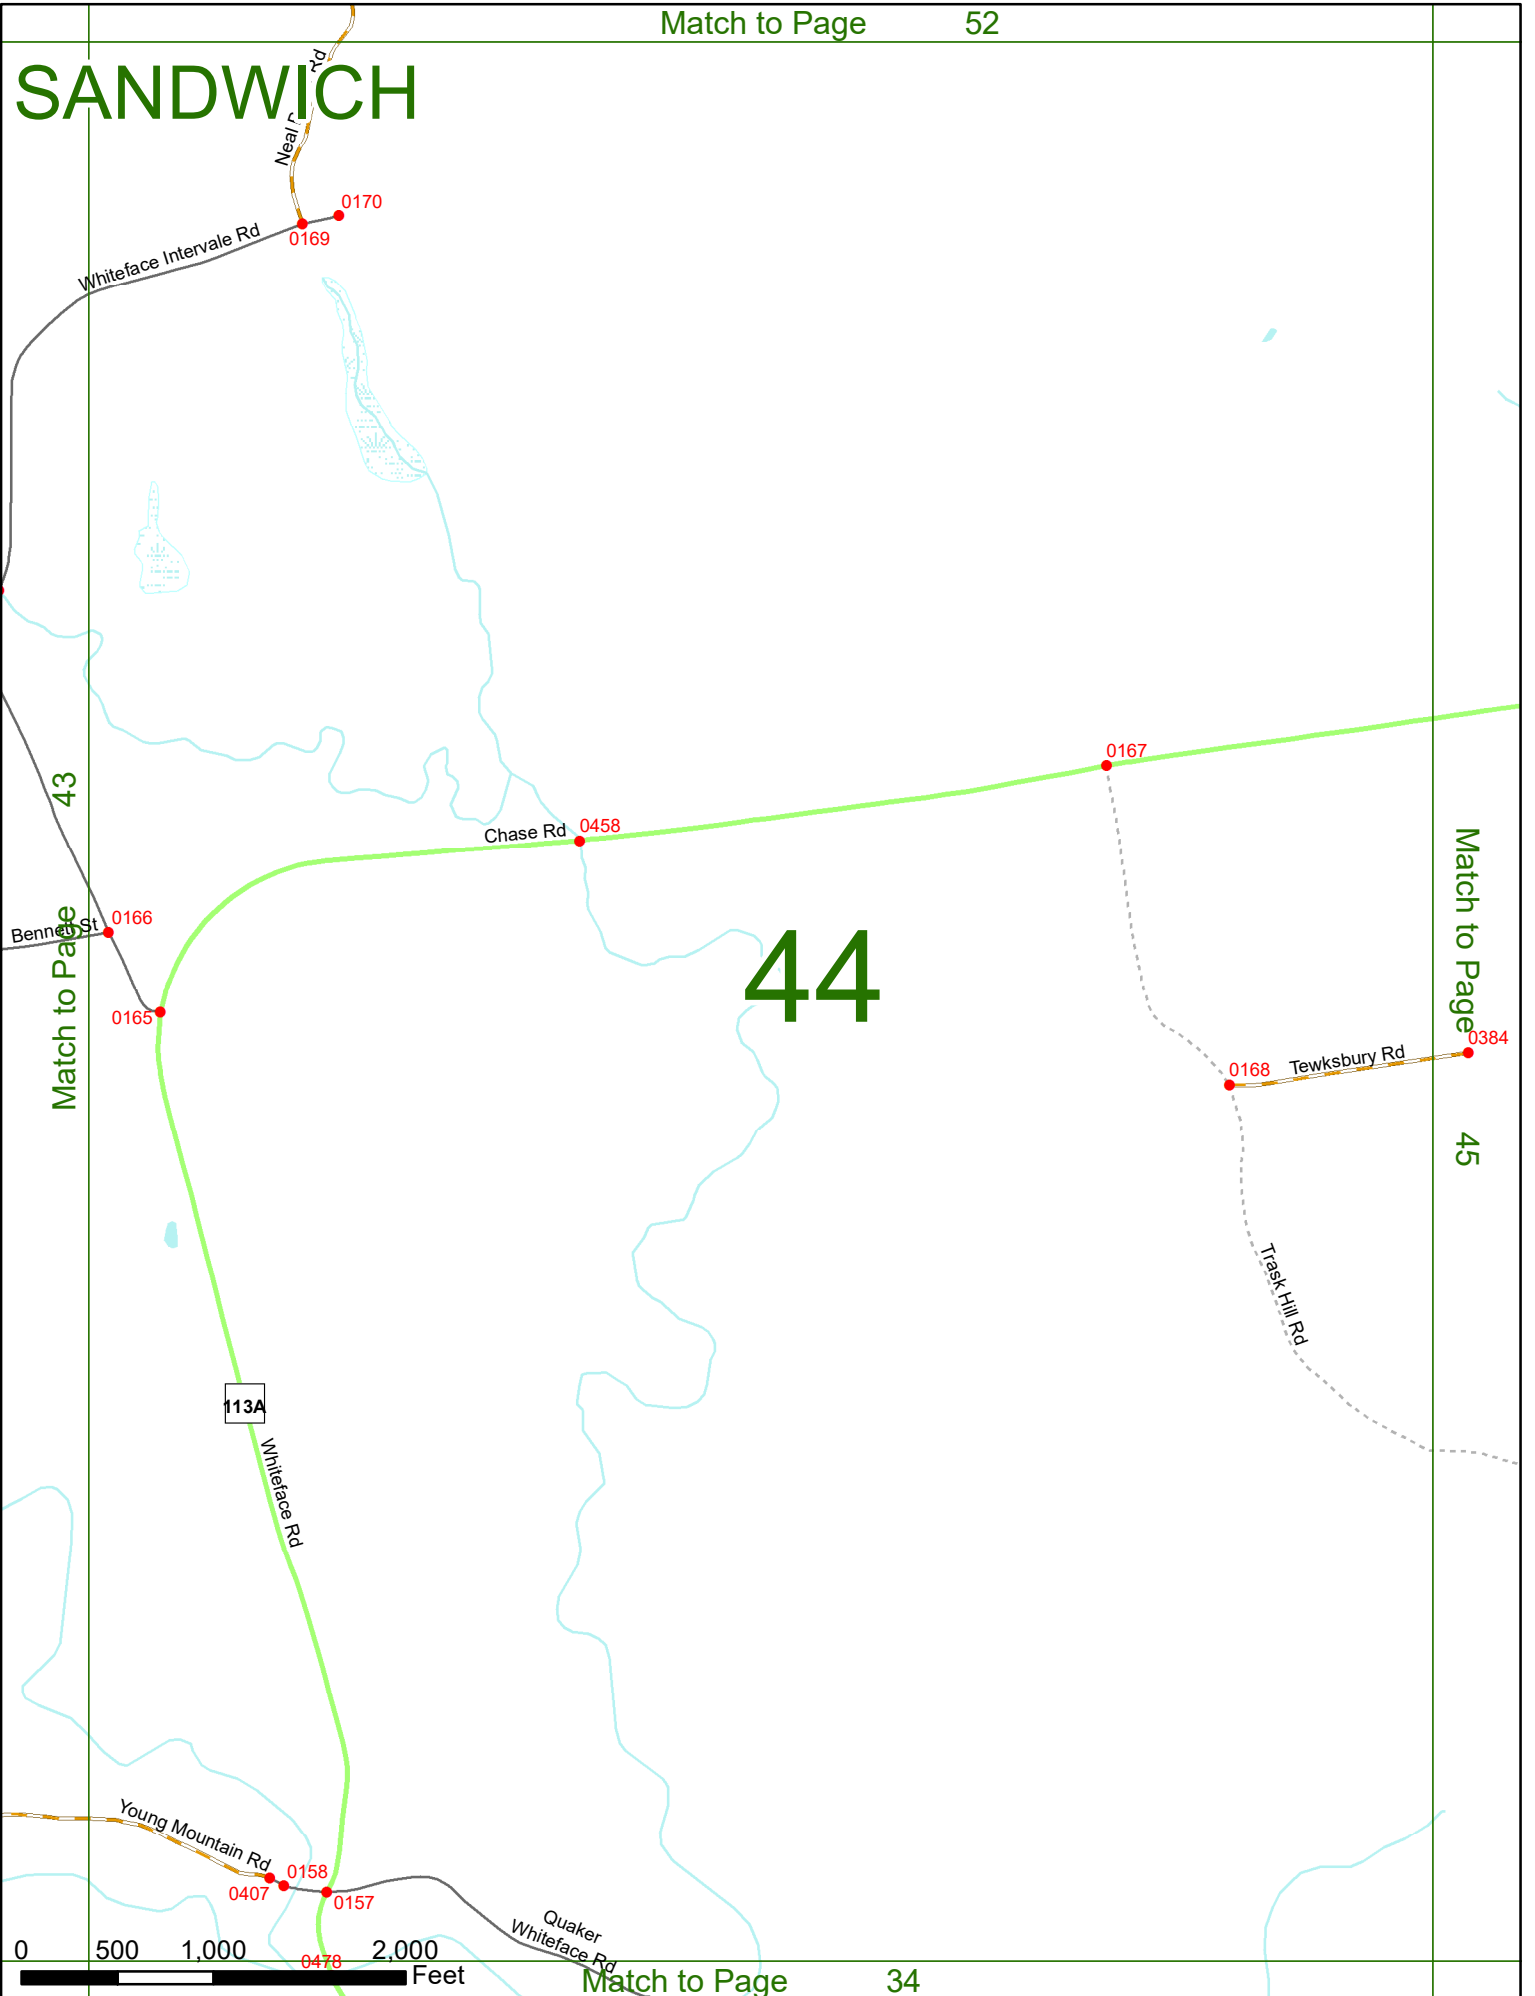 Match to Page 52
SANDWICH
Rd
Neal
0170
0169
Whiteface Intervale Rd
0167
43
Match to Page
Chase Rd
0458
Match to Page
45
0166
Bennett St
44
0165
0384
Tewksbury Rd
0168
Trask Hill Rd
113A
Whiteface Rd
Young Mountain Rd
0158
0407
0157
Quaker
Whiteface Rd
0 500 1,000 2,000
0478
Feet
Match to Page 34